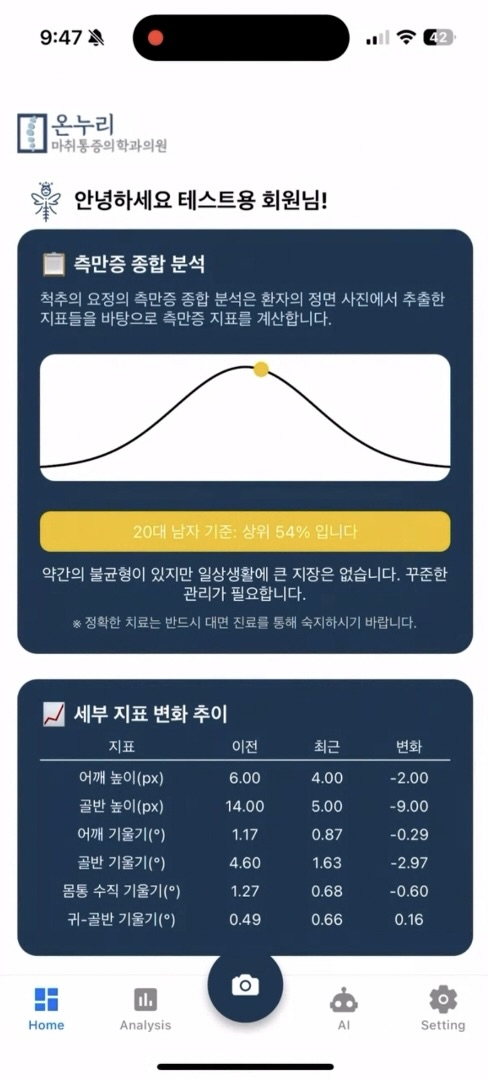 9:47
42
온누리
마취통증의학과의원
안녕하세요 테스트용 회원님!
측만증 종합 분석
척추의 요정의 측만증 종합 분석은 환자의 정면 사진에서 추출한
지표들을 바탕으로 측만증 지표를 계산합니다.
20대 남자 기준: 상위 54% 입니다
약간의 불균형이 있지만 일상생활에 큰 지장은 없습니다. 꾸준한
관리가 필요합니다.
※ 정확한 치료는 반드시 대면 진료를 통해 숙지하시기 바랍니다.
세부 지표 변화 추이
지표 이전 최근 변화
어깨 높이(px) 6.00 4.00 -2.00
골반 높이(px) 14.00 5.00 -9.00
어깨 기울기(°) 1.17 0.87 -0.29
골반 기울기(°) 4.60 1.63 -2.97
몸통 수직 기울기(°) 1.27 0.68 -0.60
귀-골반 기울기(°) 0.49 0.66 0.16
Home Analysis AI Setting